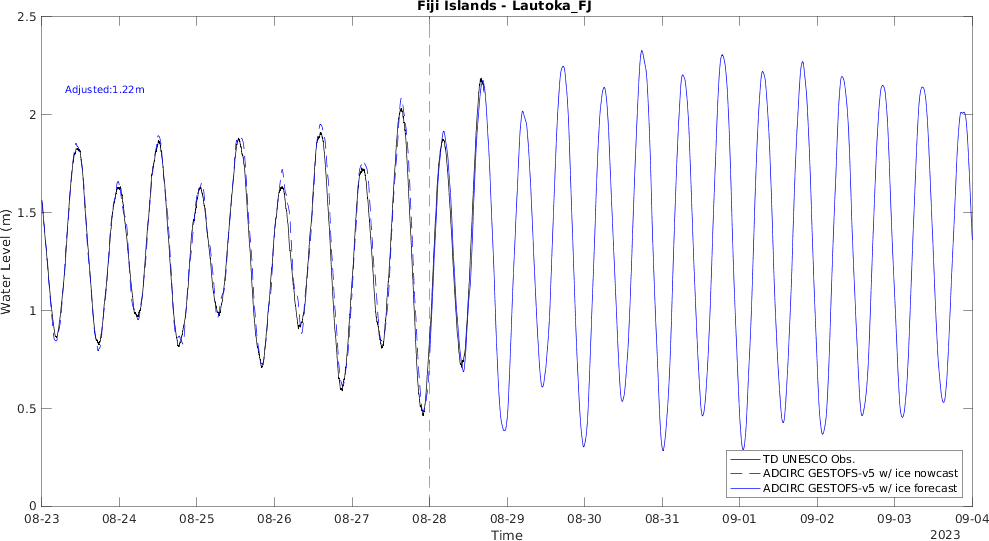 Fiji Islands - Lautoka_FJ
2.5
Adjusted:1.22m
2
1.5
Water Level (m)
1
0.5
TD UNESCO Obs.
ADCIRC GESTOFS-v5 w/ ice nowcast
ADCIRC GESTOFS-v5 w/ ice forecast
0
08-23 08-24 08-25 08-26 08-27 08-28 08-29 08-30 08-31 09-01 09-02 09-03 09-04
Time
2023